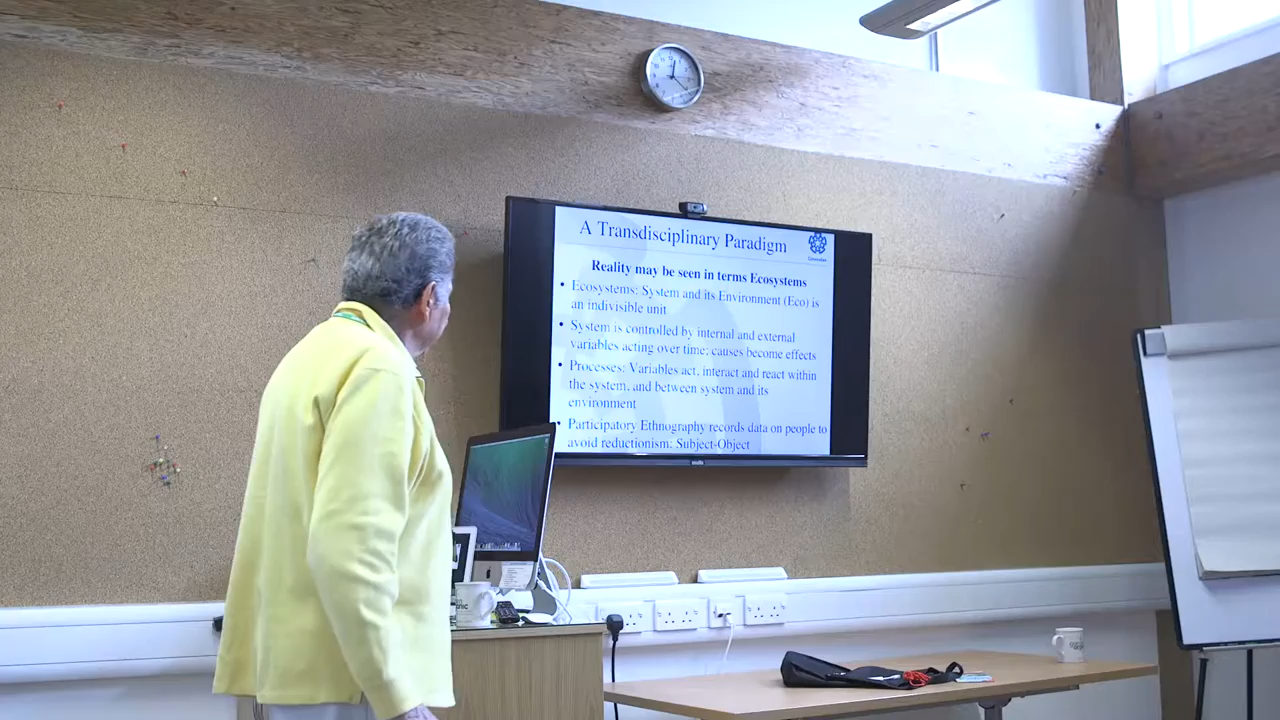 A Transdisciplinary Paradigm
Reality may be seen in terms Ecosystems
• Ecosystems: System and its Environment (Eco) is
an indivisible unit
• System is controlled by internal and external
variables acting over time; causes become effects
• Processes: Variables act, interact and react within
the system, and between system and its
environment
• Participatory Ethnography records data on people to
avoid reductionism: Subject-Object